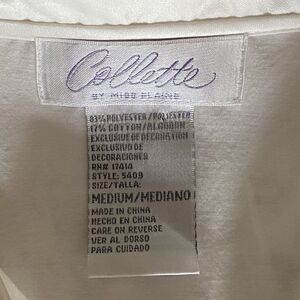 Collette
BY MISS ELAINE
83% POLYESTER/POLIESTER
17% COTTON/ALGODON
EXCLUSIVE OF DECORATION
EXCLUSIVO DE
DECORACIONES
RN# 17414
STYLE: 5409
SIZE/TALLA:
MEDIUM/MEDIANO
MADE IN CHINA
HECHO EN CHINA
CARE ON REVERSE
VER AL DORSO
PARA CUIDADO